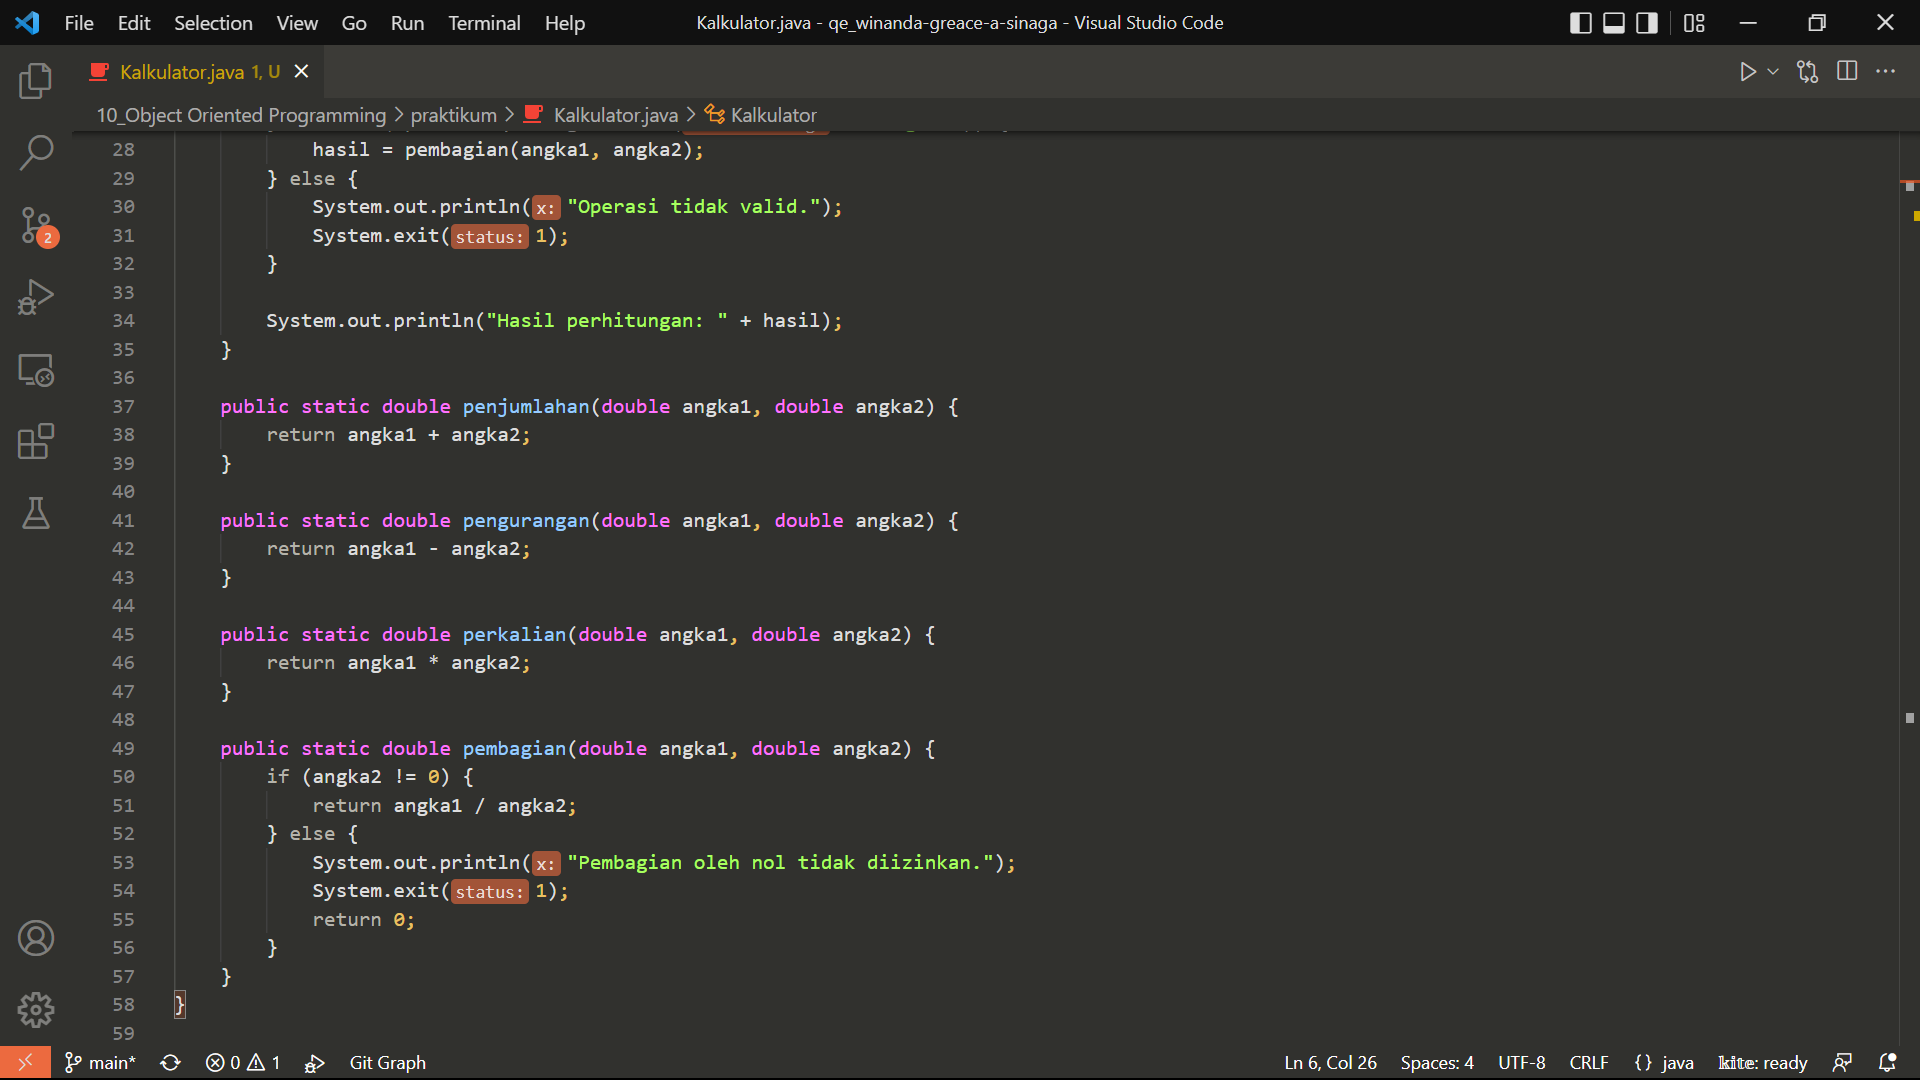 File Edit Selection View Go Run Terminal Help Kalkulator.java - qe_winanda-greace-a-sinaga - Visual Studio Code
Kalkulator.java 1, U
10_Object Oriented Programming > praktikum > Kalkulator.java > Kalkulator
28 hasil = pembagian(angka1, angka2);
29 } else {
30 System.out.println(x: "Operasi tidak valid.");
31 System.exit(status: 1);
32 }
33
34 System.out.println("Hasil perhitungan: " + hasil);
35 }
36
37 public static double penjumlahan(double angka1, double angka2) {
38 return angka1 + angka2;
39 }
40
41 public static double pengurangan(double angka1, double angka2) {
42 return angka1 - angka2;
43 }
44
45 public static double perkalian(double angka1, double angka2) {
46 return angka1 * angka2;
47 }
48
49 public static double pembagian(double angka1, double angka2) {
50 if (angka2 != 0) {
51 return angka1 / angka2;
52 } else {
53 System.out.println(x: "Pembagian oleh nol tidak diizinkan.");
54 System.exit(status: 1);
55 return 0;
56 }
57 }
58 }
59
2
main* 0 1 Git Graph Ln 6, Col 26 Spaces: 4 UTF-8 CRLF {} java kite: ready